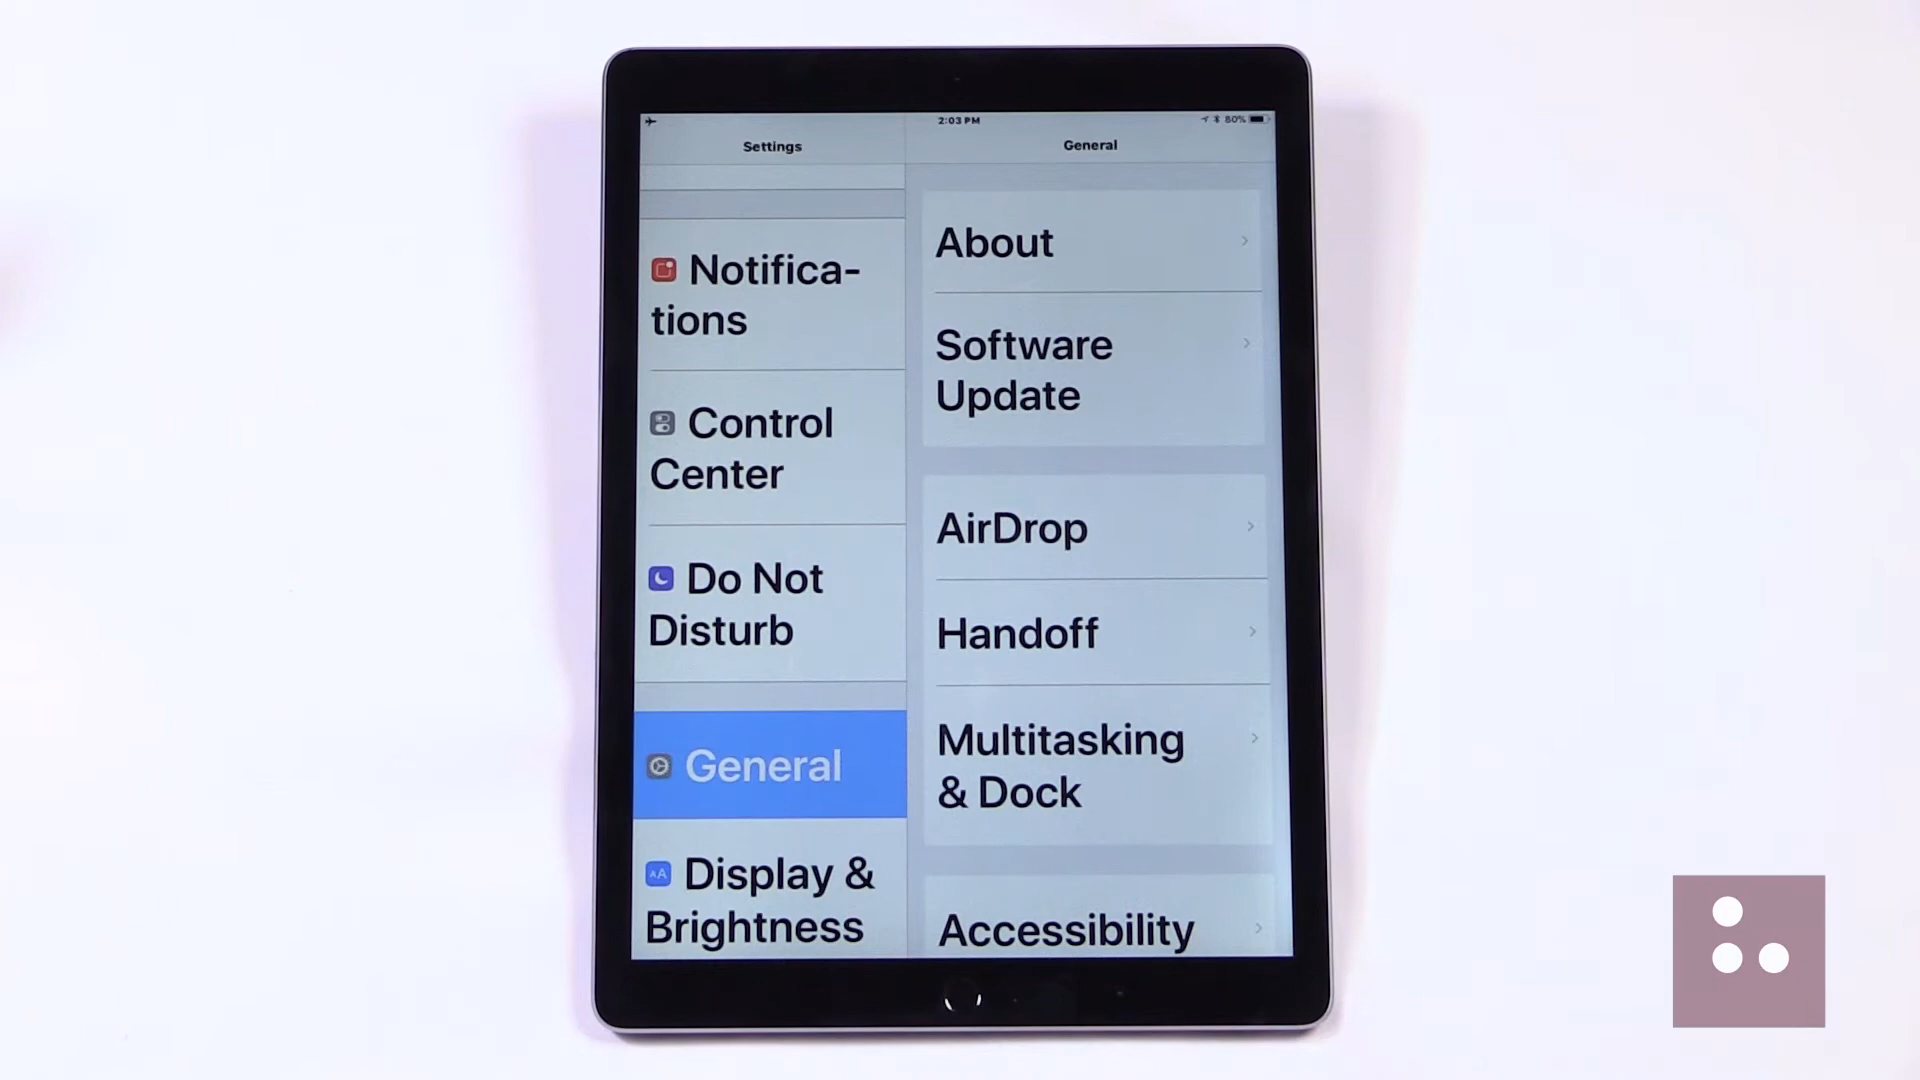 2:03 PM
80%
Settings
General
Notifica-
tions
Control
Center
Do Not
Disturb
General
AA
Display &
Brightness
About
Software
Update
AirDrop
Handoff
Multitasking
& Dock
Accessibility